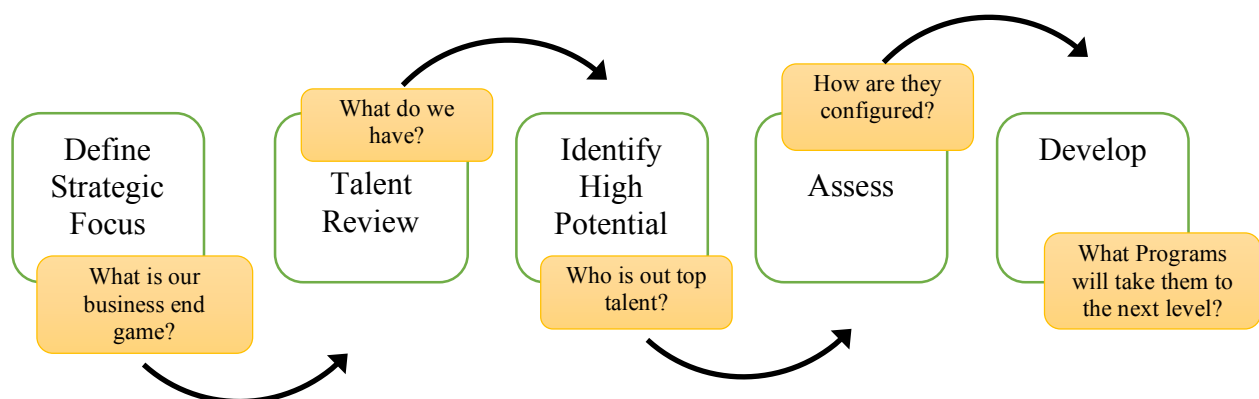 Define
Strategic
Focus
What is our
business end
game?
What do we
have?
Talent
Review
Identify
High
Potential
Who is out top
talent?
How are they
configured?
Assess
Develop
What Programs
will take them to
the next level?